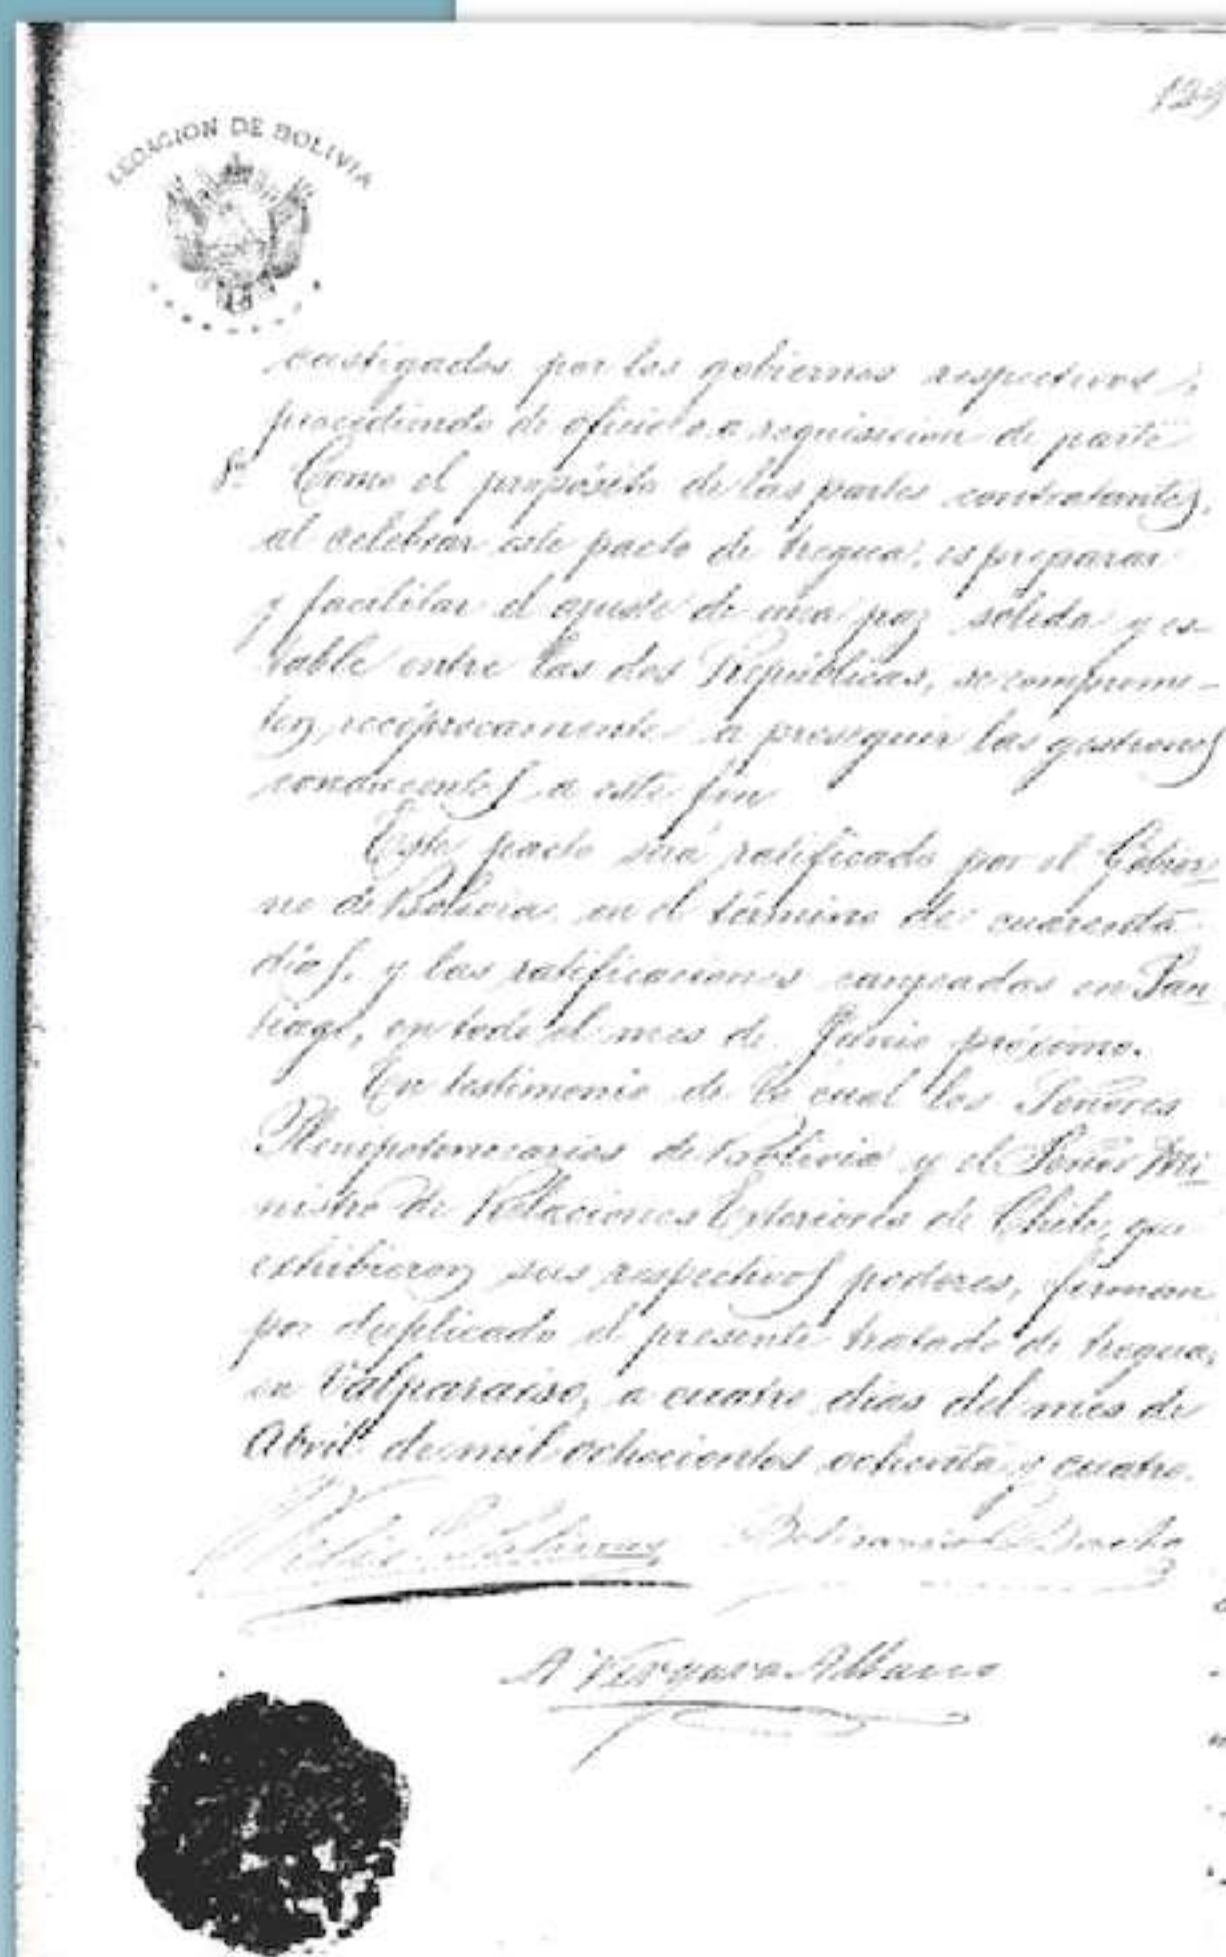 129
LEGACION DE BOLIVIA
castigados por los gobiernos respectivos,
procediendo de oficio o a requisicion de parte
8º Como el propósito de las partes contratantes,
al celebrar este pacto de tregua, es preparar
y facilitar el ajuste de una paz sólida y es-
table entre las dos Repúblicas, se comprome-
ten recíprocamente a proseguir las gestiones
conducentes a este fin
Este pacto será ratificado por el Gobier-
no de Bolivia, en el término de cuarenta
días, y las ratificaciones canjeadas en San
tiago, en todo el mes de Junio próximo.
En testimonio de lo cual los Señores
Plenipotenciarios de Bolivia y el Señor Mi
nistro de Relaciones Exteriores de Chile, que
exhibieron sus respectivos poderes, firman
por duplicado el presente tratado de tregua,
en Valparaiso, a cuatro dias del mes de
Abril de mil ochocientos ochenta y cuatro.
Belisario Salinas Belisario Boeto
A Vergara Albano